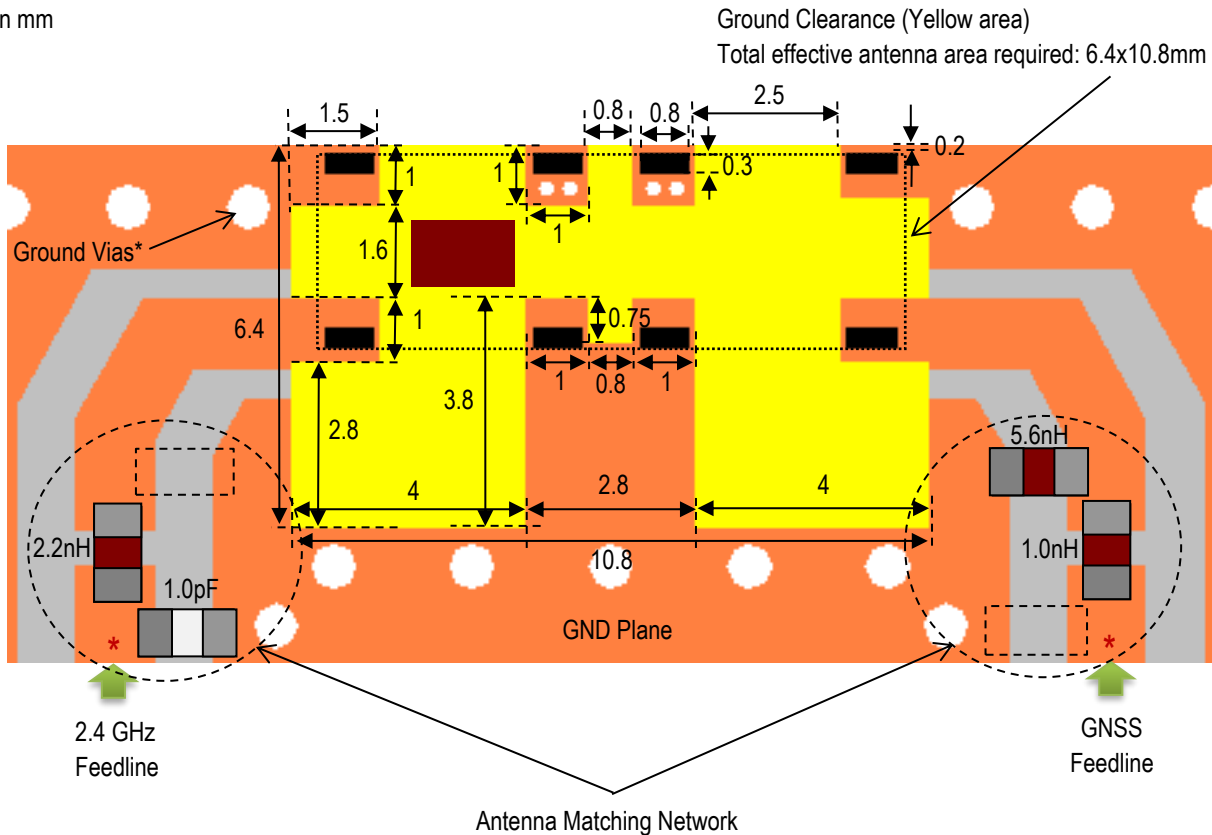 n mm
Ground Clearance (Yellow area)
Total effective antenna area required: 6.4x10.8mm
1.5
0.8
0.8
2.5
0.2
1
1
0.3
1
Ground Vias*
1.6
6.4
1
0.75
1
0.8
1
3.8
2.8
4
2.8
4
10.8
5.6nH
2.2nH
1.0nH
1.0pF
GND Plane
*
*
2.4 GHz
Feedline
GNSS
Feedline
Antenna Matching Network